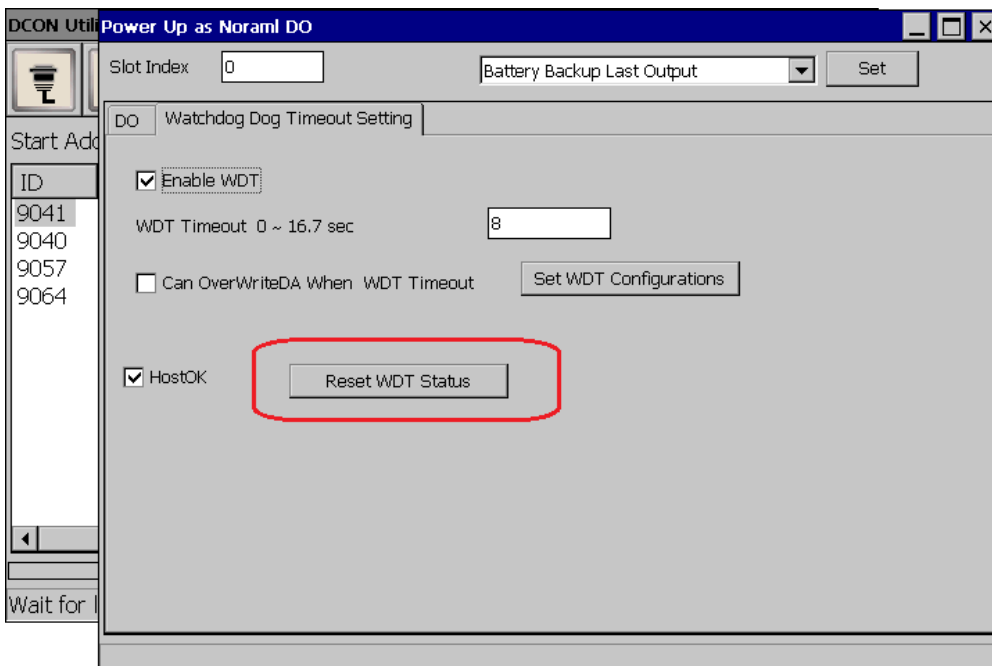 DCON Utili
Power Up as Noraml DO
Slot Index 0 Battery Backup Last Output Set
DO Watchdog Dog Timeout Setting
Start Add
ID
Enable WDT
9041
WDT Timeout 0 ~ 16.7 sec 8
9040
9057
Can OverWriteDA When WDT Timeout Set WDT Configurations
9064
HostOK Reset WDT Status
Wait for